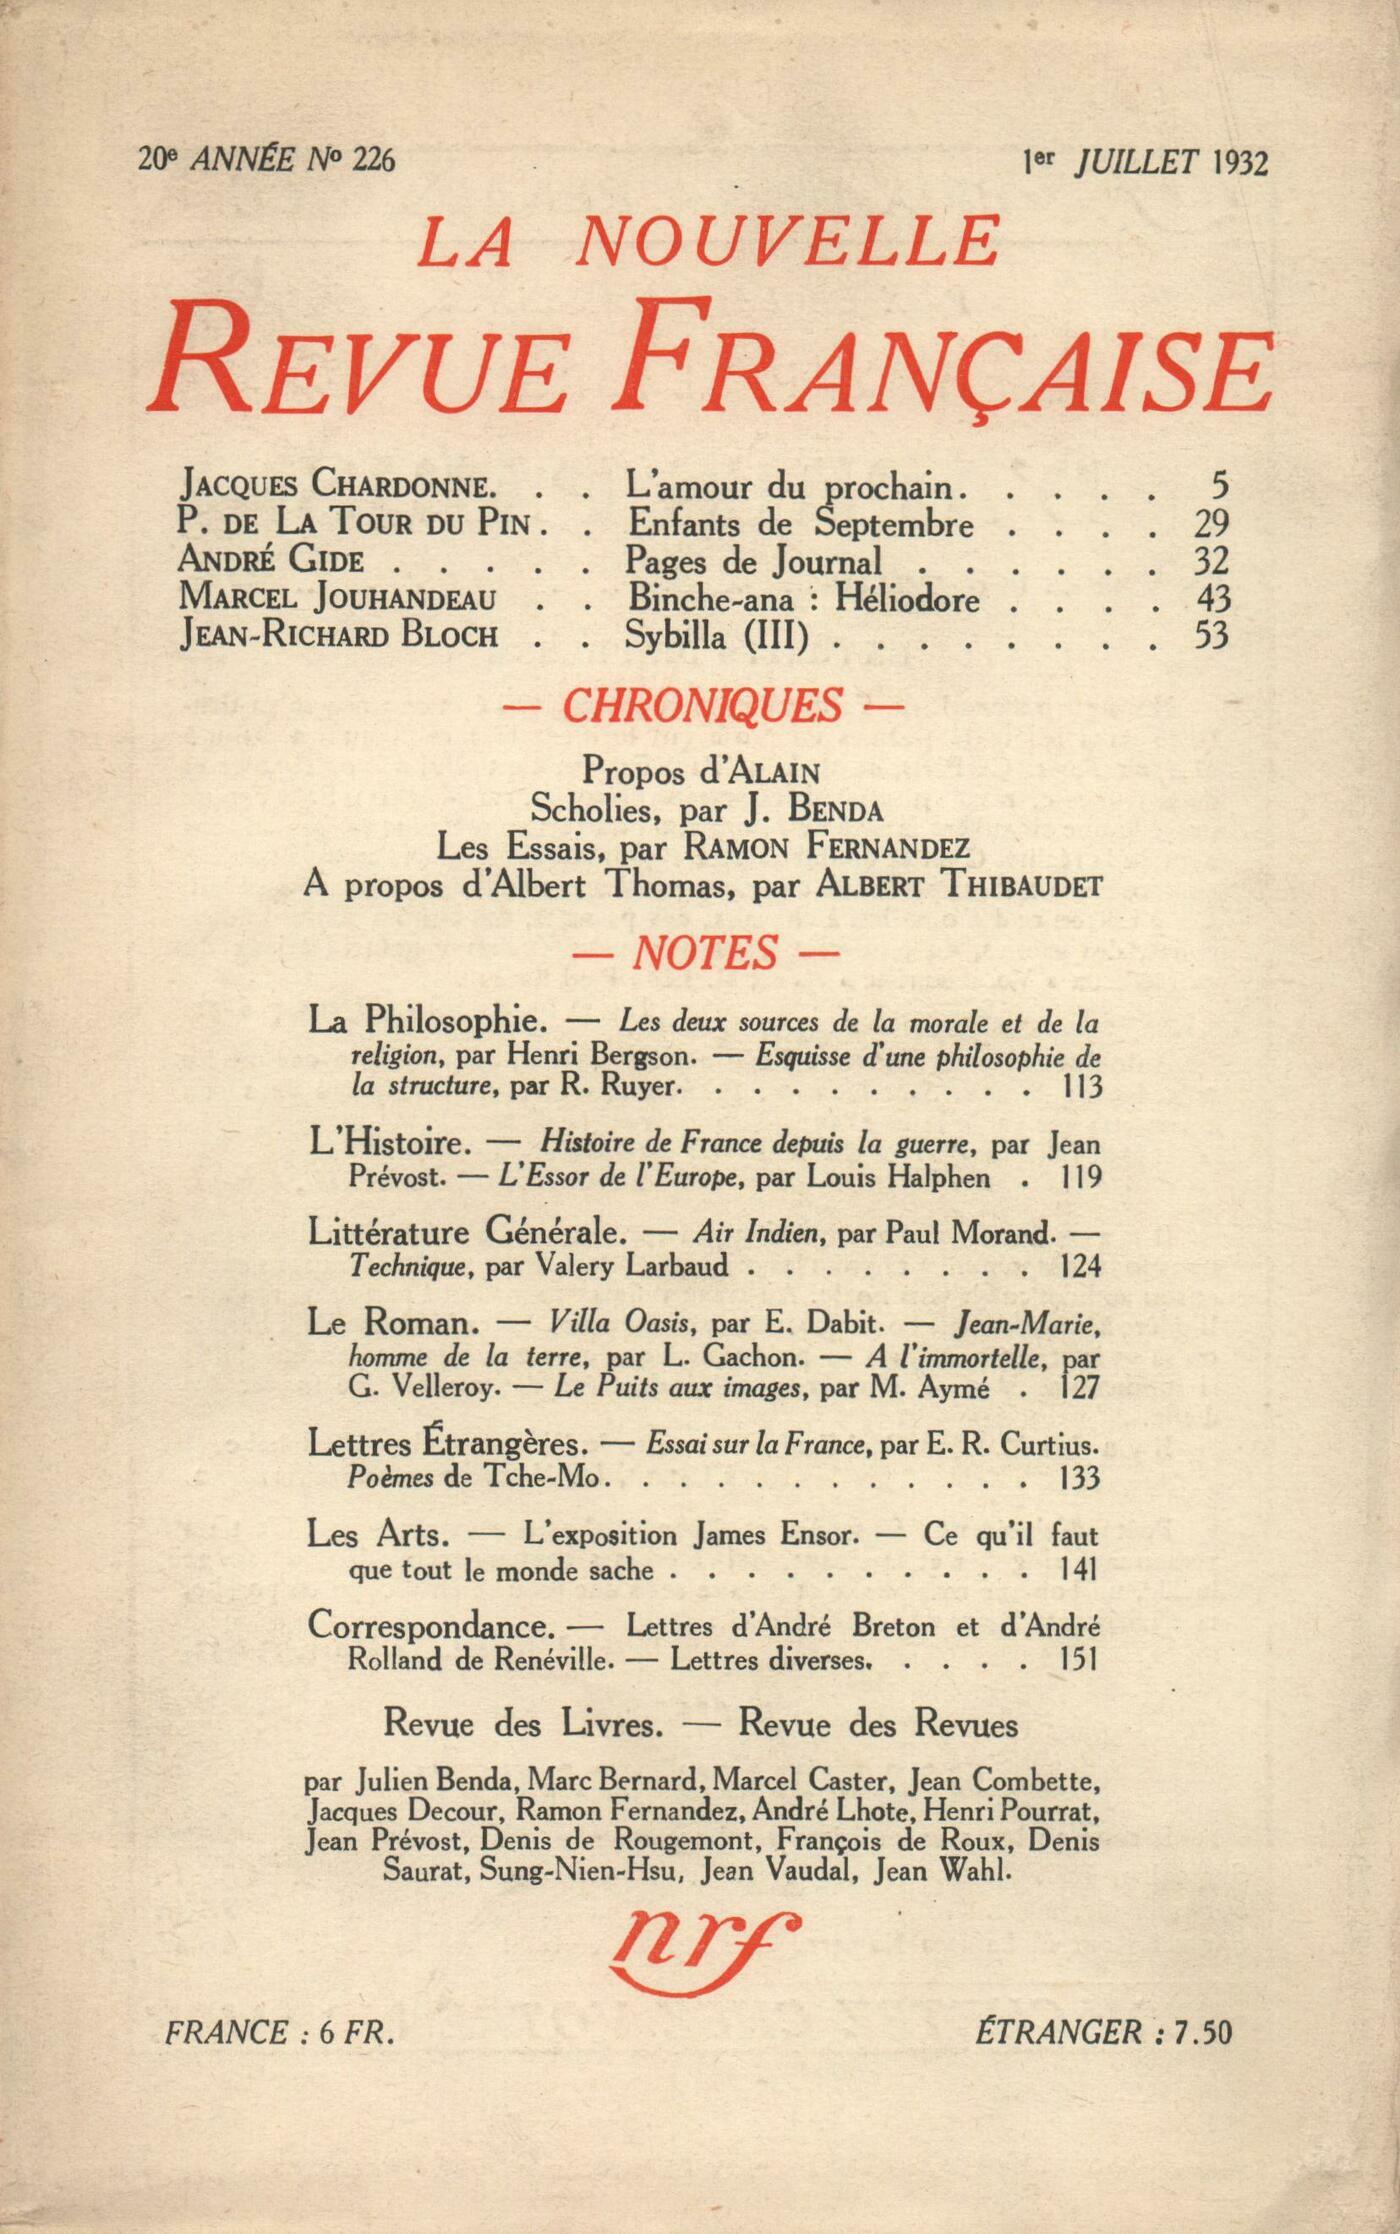 20e ANNÉE No 226
1er JUILLET 1932
LA NOUVELLE
REVUE FRANÇAISE
JACQUES CHARDONNE. . . L'amour du prochain. . . . . . 5
P. DE LA TOUR DU PIN . . Enfants de Septembre . . . . 29
ANDRÉ GIDE . . . . . Pages de Journal . . . . . . 32
MARCEL JOUHANDEAU . . Binche-ana : Héliodore . . . . 43
JEAN-RICHARD BLOCH . . Sybilla (III) . . . . . . . . 53
— CHRONIQUES —
Propos d'ALAIN
Scholies, par J. BENDA
Les Essais, par RAMON FERNANDEZ
A propos d'Albert Thomas, par ALBERT THIBAUDET
— NOTES —
La Philosophie. — Les deux sources de la morale et de la
religion, par Henri Bergson. — Esquisse d'une philosophie de
la structure, par R. Ruyer. . . . . . . . . . 113
L'Histoire. — Histoire de France depuis la guerre, par Jean
Prévost. — L'Essor de l'Europe, par Louis Halphen . 119
Littérature Générale. — Air Indien, par Paul Morand. —
Technique, par Valery Larbaud . . . . . . . . 124
Le Roman. — Villa Oasis, par E. Dabit. — Jean-Marie,
homme de la terre, par L. Gachon. — A l'immortelle, par
G. Velleroy. — Le Puits aux images, par M. Aymé . 127
Lettres Étrangères. — Essai sur la France, par E. R. Curtius.
Poèmes de Tche-Mo. . . . . . . . . . . . 133
Les Arts. — L'exposition James Ensor. — Ce qu'il faut
que tout le monde sache . . . . . . . . . . 141
Correspondance. — Lettres d'André Breton et d'André
Rolland de Renéville. — Lettres diverses. . . . . 151
Revue des Livres. — Revue des Revues
par Julien Benda, Marc Bernard, Marcel Caster, Jean Combette,
Jacques Decour, Ramon Fernandez, André Lhote, Henri Pourrat,
Jean Prévost, Denis de Rougemont, François de Roux, Denis
Saurat, Sung-Nien-Hsu, Jean Vaudal, Jean Wahl.
nrf
FRANCE : 6 FR.
ÉTRANGER : 7.50